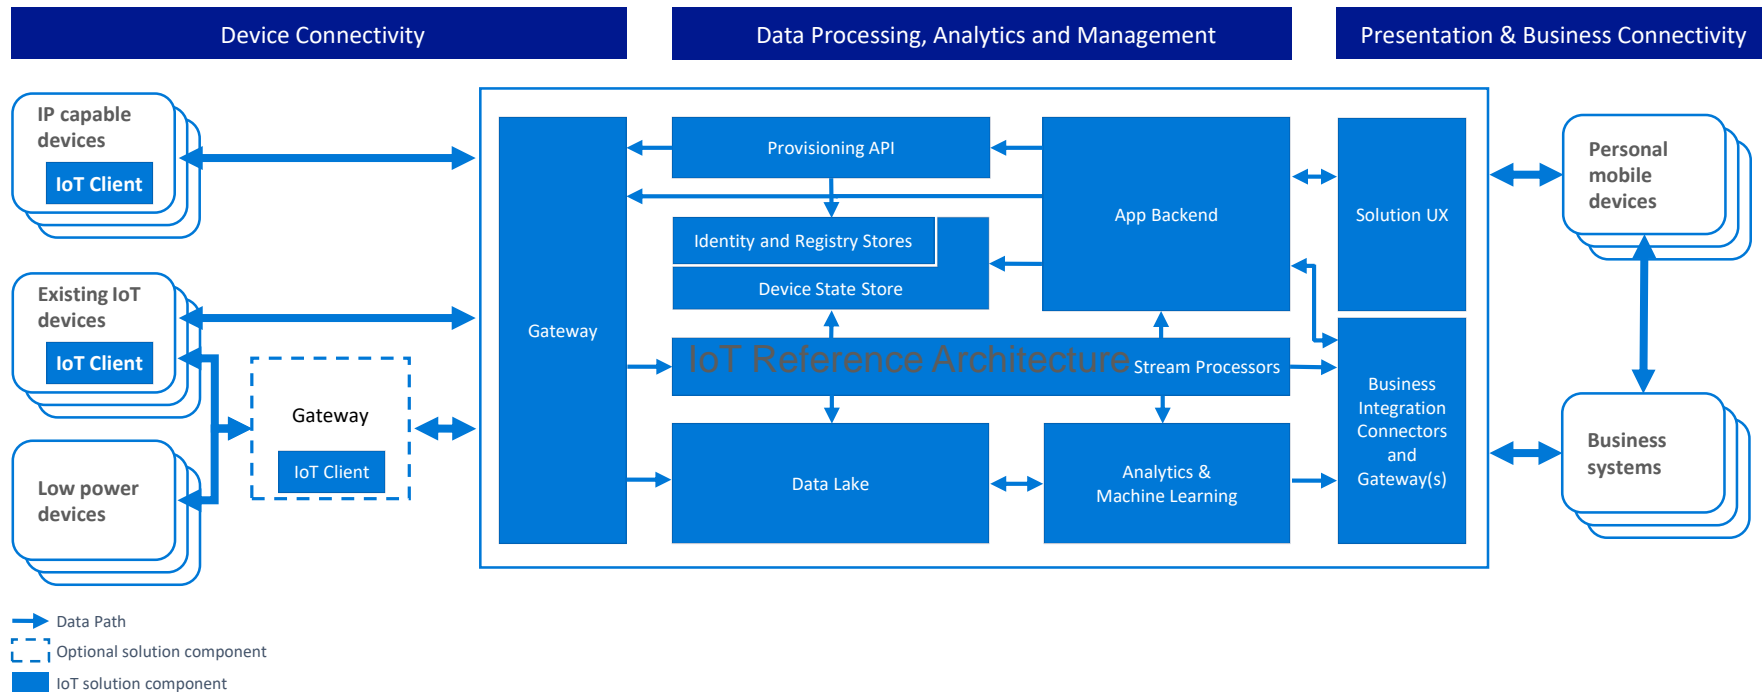 Device Connectivity
Data Processing, Analytics and Management
Presentation & Business Connectivity
IP capable
devices
IoT Client
Existing IoT
devices
IoT Client
Low power
devices
Gateway
IoT Client
Gateway
Provisioning API
Identity and Registry Stores
Device State Store
App Backend
IoT Reference Architecture
Stream Processors
Data Lake
Analytics &
Machine Learning
Solution UX
Business
Integration
Connectors
and
Gateway(s)
Personal
mobile
devices
Business
systems
Data Path
Optional solution component
IoT solution component